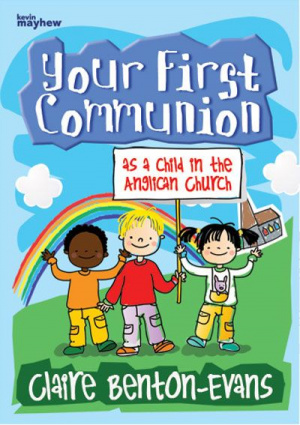 kevin
mayhew
Your First
Communion
as a Child in the
Anglican Church
Claire Benton-Evans